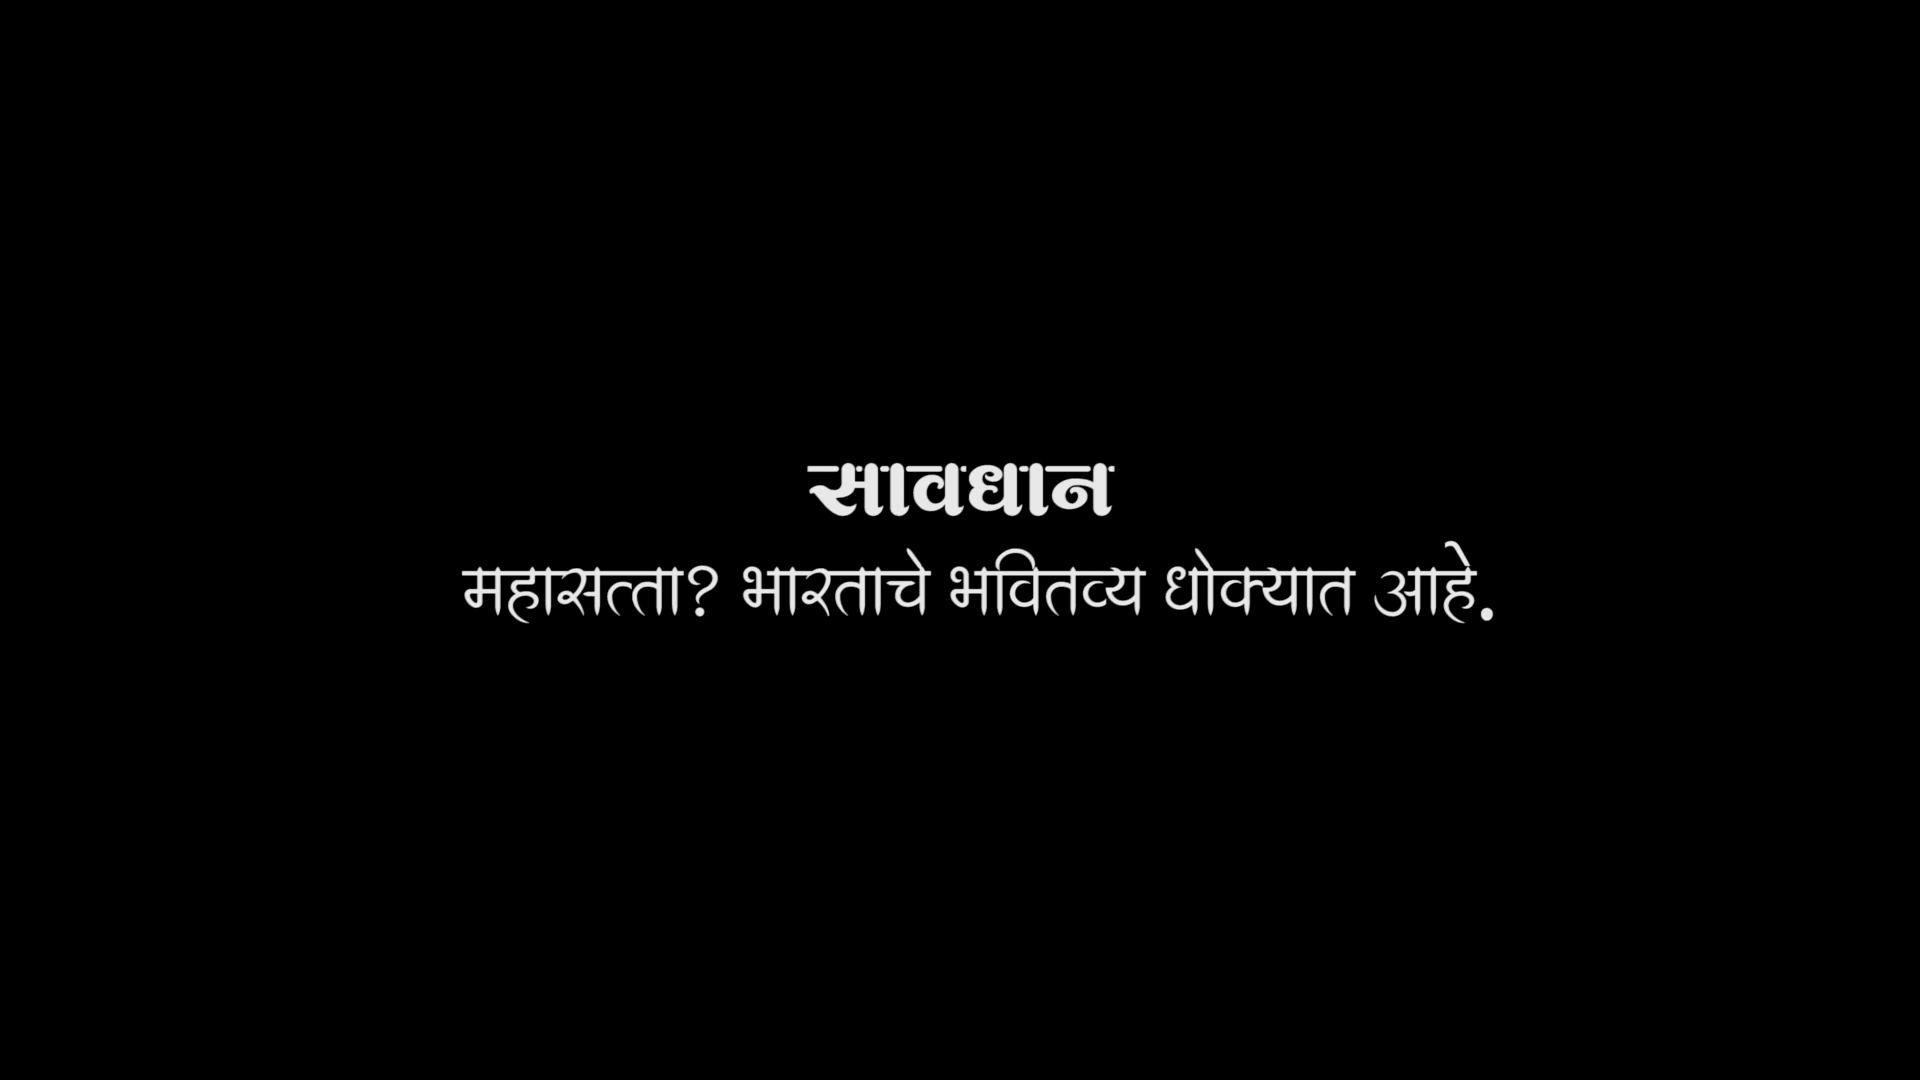 सावधान
महासत्ता? भारताचे भवितव्य धोक्यात आहे.